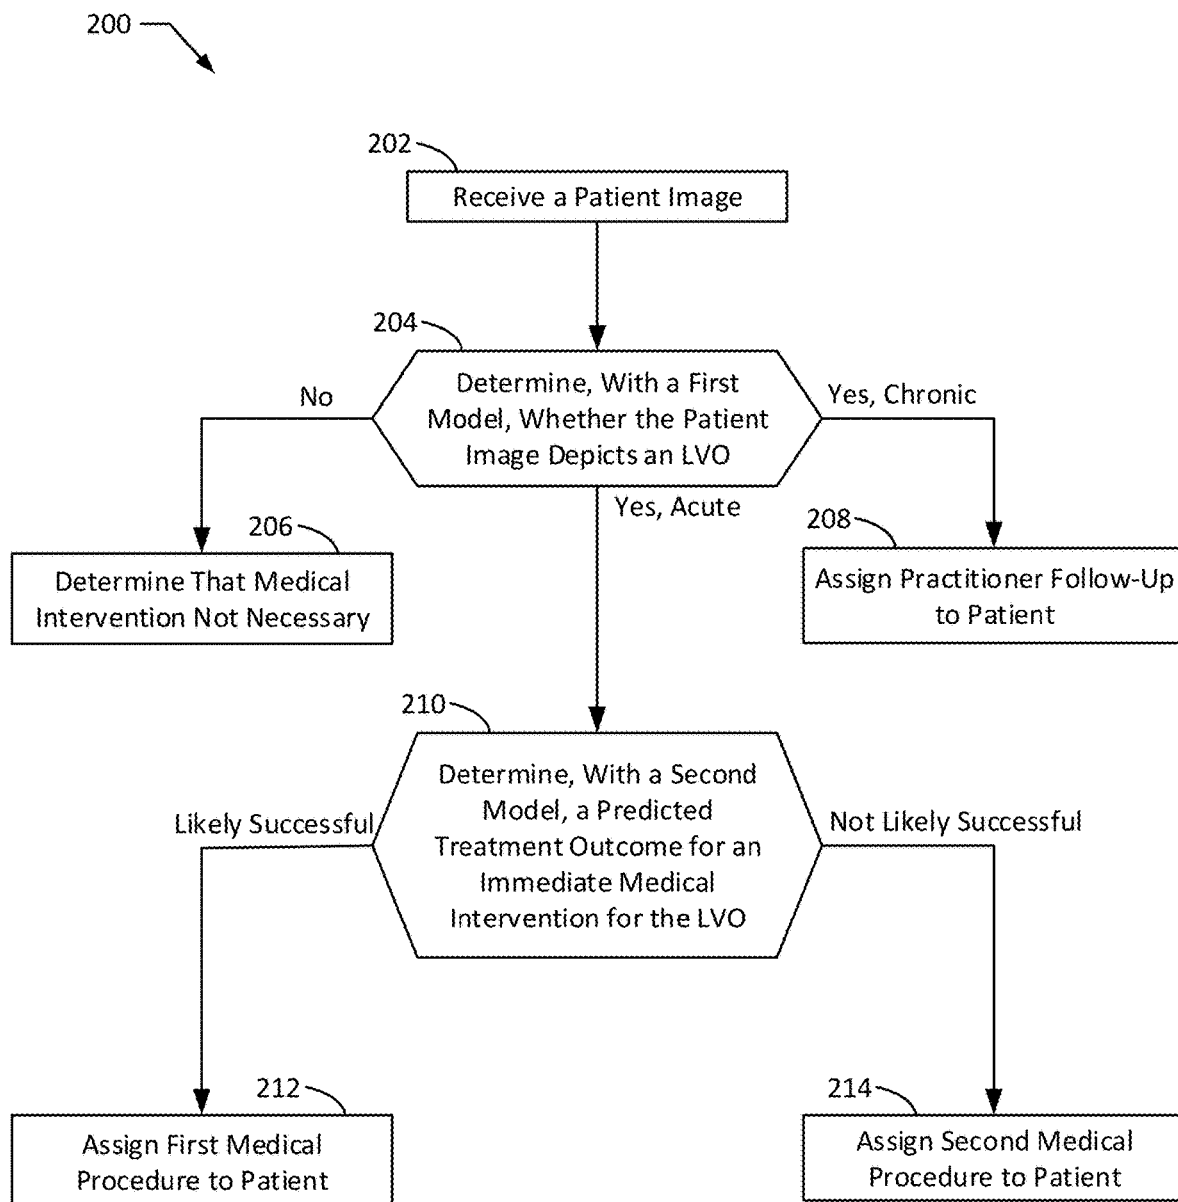 200
202
Receive a Patient Image
204
Determine, With a First
Model, Whether the Patient
Image Depicts an LVO
No
Yes, Chronic
Yes, Acute
206
Determine That Medical
Intervention Not Necessary
208
Assign Practitioner Follow-Up
to Patient
210
Determine, With a Second
Model, a Predicted
Treatment Outcome for an
Immediate Medical
Intervention for the LVO
Likely Successful
Not Likely Successful
212
Assign First Medical
Procedure to Patient
214
Assign Second Medical
Procedure to Patient